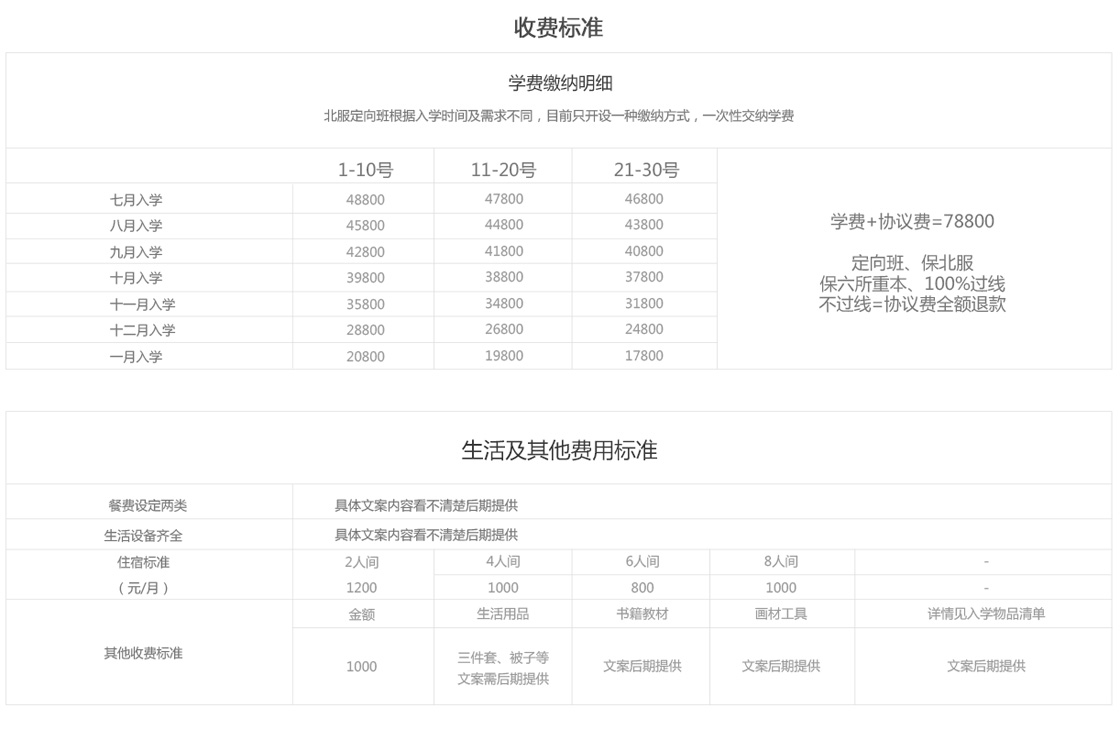 收费标准
学费缴纳明细
北服定向班根据入学时间及需求不同，目前只开设一种缴纳方式，一次性交纳学费
1-10号 11-20号 21-30号
七月入学 48800 47800 46800
八月入学 45800 44800 43800
九月入学 42800 41800 40800
十月入学 39800 38800 37800
十一月入学 35800 34800 31800
十二月入学 28800 26800 24800
一月入学 20800 19800 17800
学费+协议费=78800
定向班、保北服
保六所重本、100%过线
不过线=协议费全额退款
生活及其他费用标准
餐费设定两类 具体文案内容看不清楚后期提供
生活设备齐全 具体文案内容看不清楚后期提供
住宿标准 2人间 4人间 6人间 8人间 -
（元/月） 1200 1000 800 1000 -
其他收费标准
金额 生活用品 书籍教材 画材工具 详情见入学物品清单
1000
三件套、被子等
文案需后期提供
文案后期提供 文案后期提供 文案后期提供